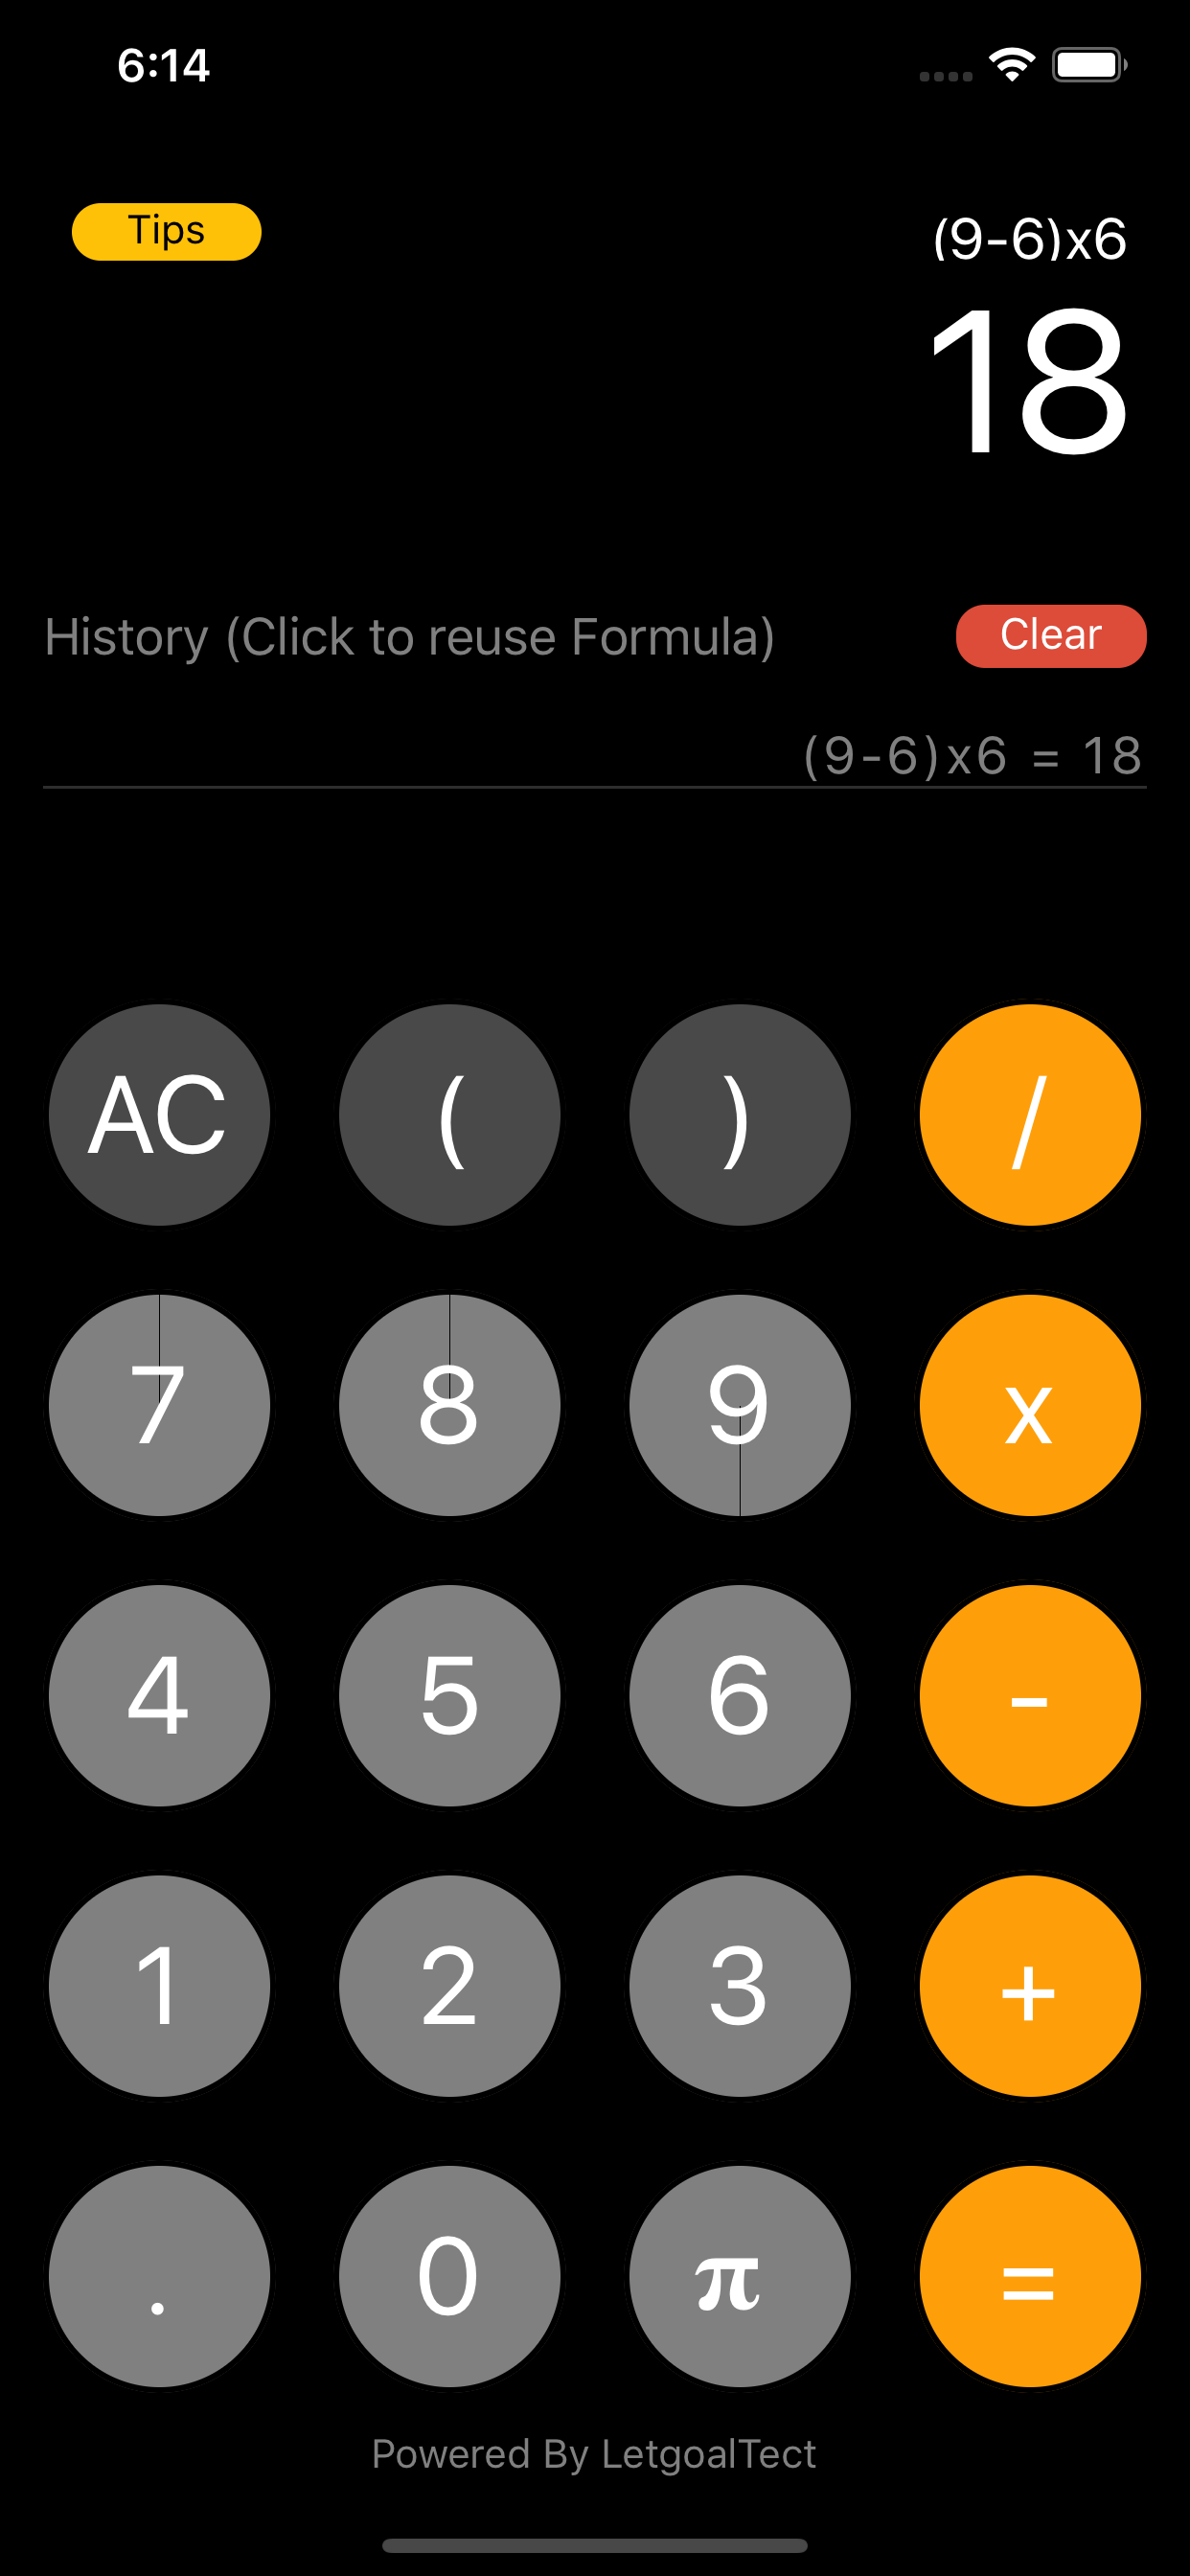 6:14
Tips
(9-6)x6
18
History (Click to reuse Formula)
Clear
(9-6)x6 = 18
AC ( ) /
7 8 9 x
4 5 6 -
1 2 3 +
. 0 π =
Powered By LetgoalTect